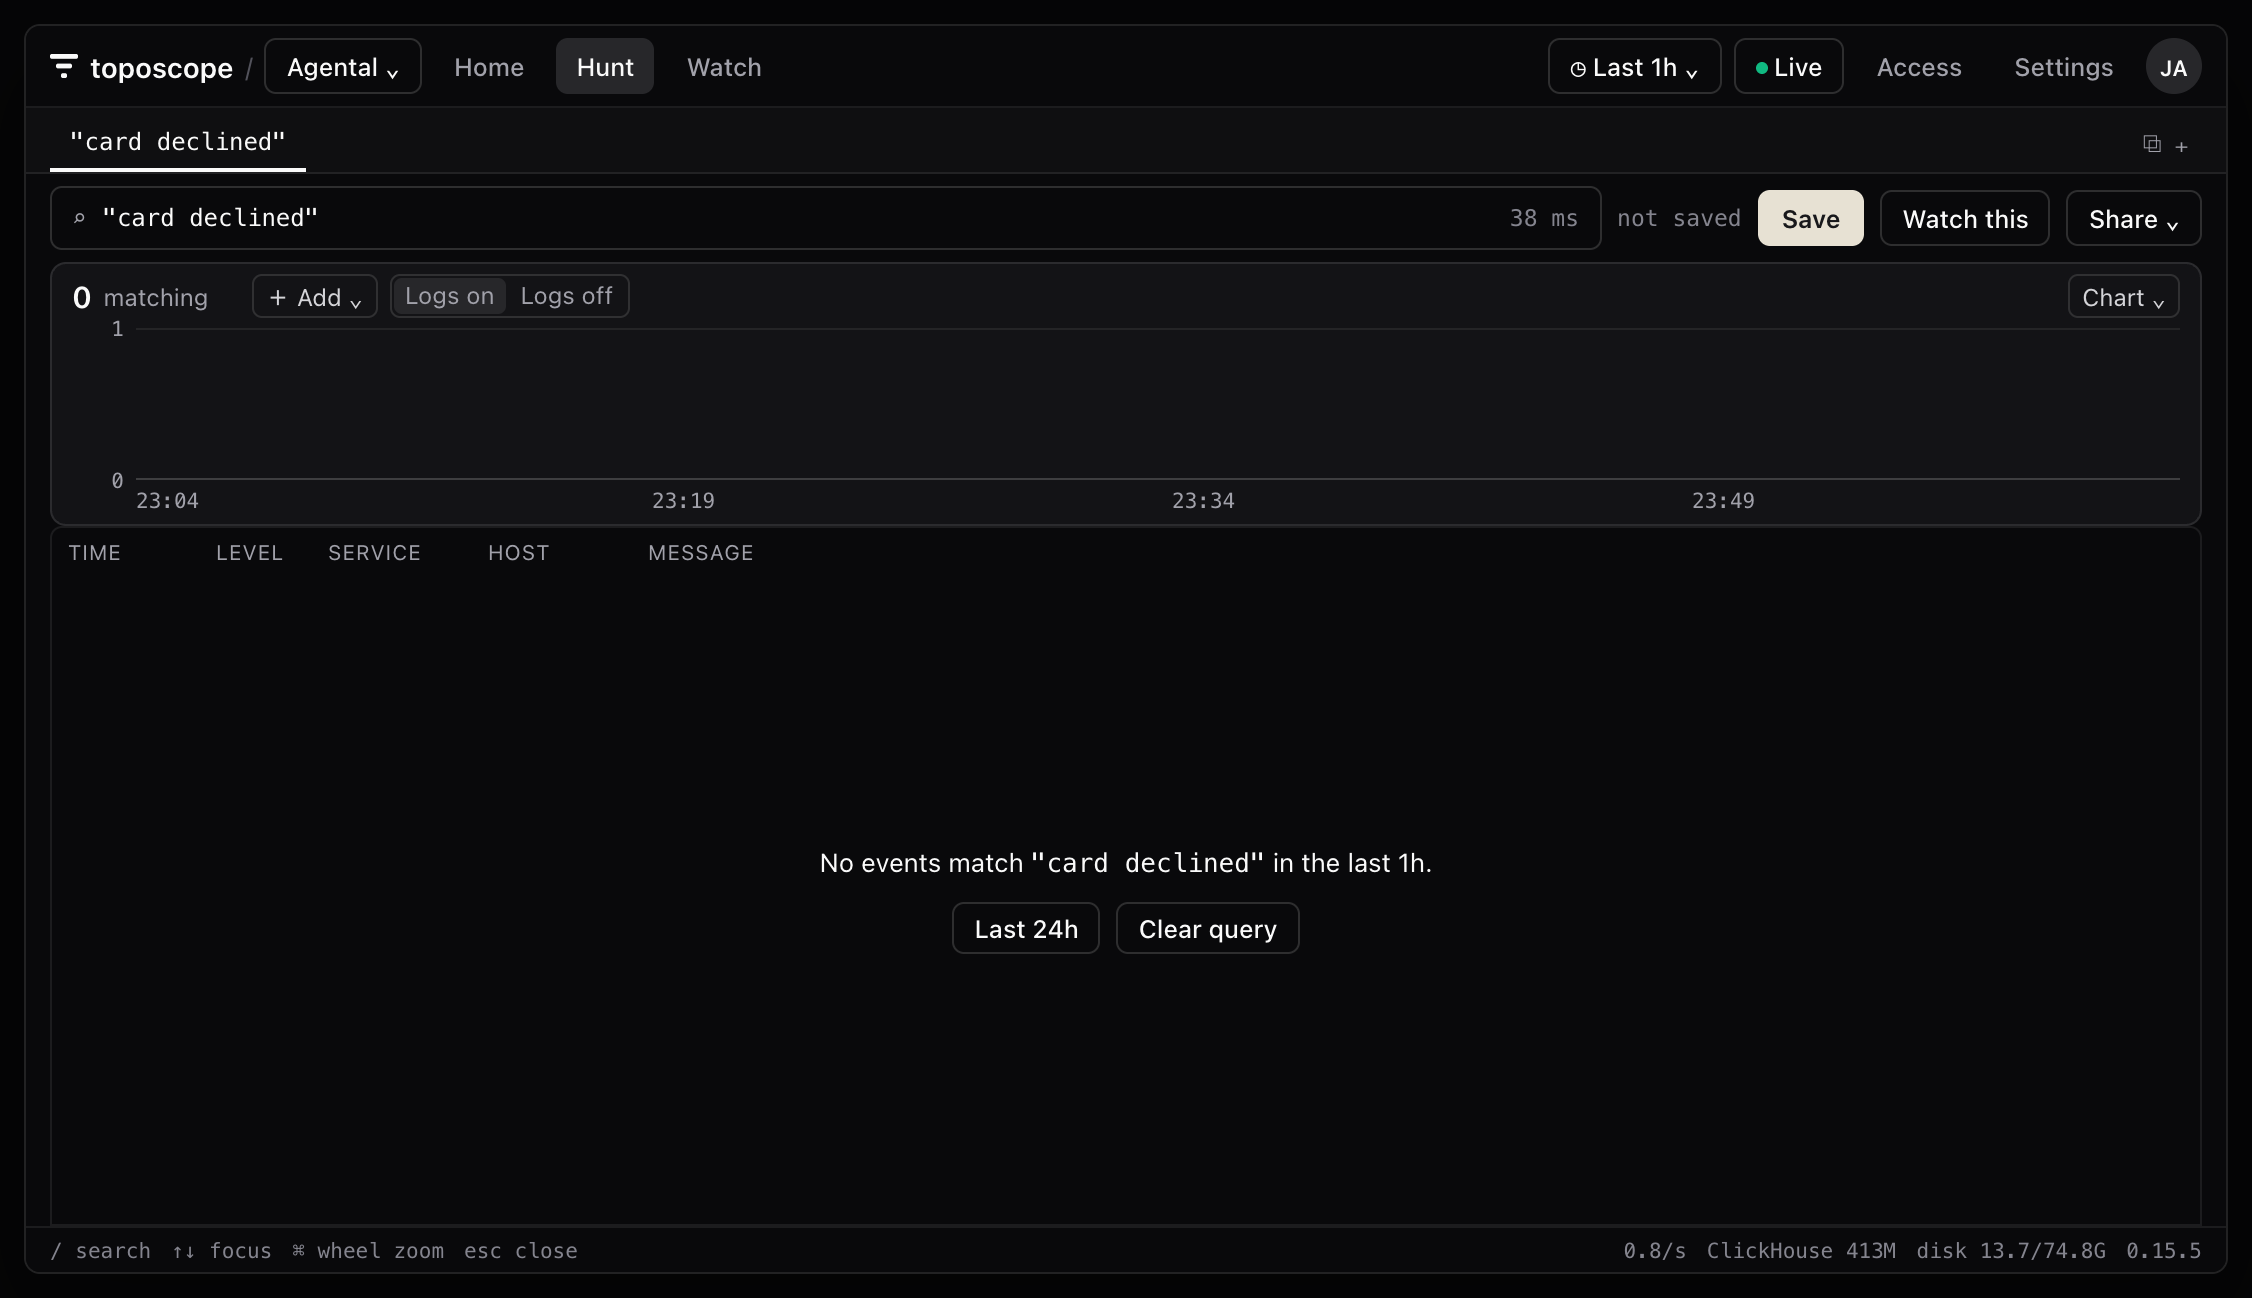 toposcope / Agental Home Hunt Watch Last 1h Live Access Settings JA
"card declined" +
"card declined" 38 ms not saved Save Watch this Share
0 matching + Add Logs on Logs off Chart
1
0
23:04 23:19 23:34 23:49
TIME LEVEL SERVICE HOST MESSAGE
No events match "card declined" in the last 1h.
Last 24h Clear query
/ search ↑↓ focus ⌘ wheel zoom esc close 0.8/s ClickHouse 413M disk 13.7/74.8G 0.15.5